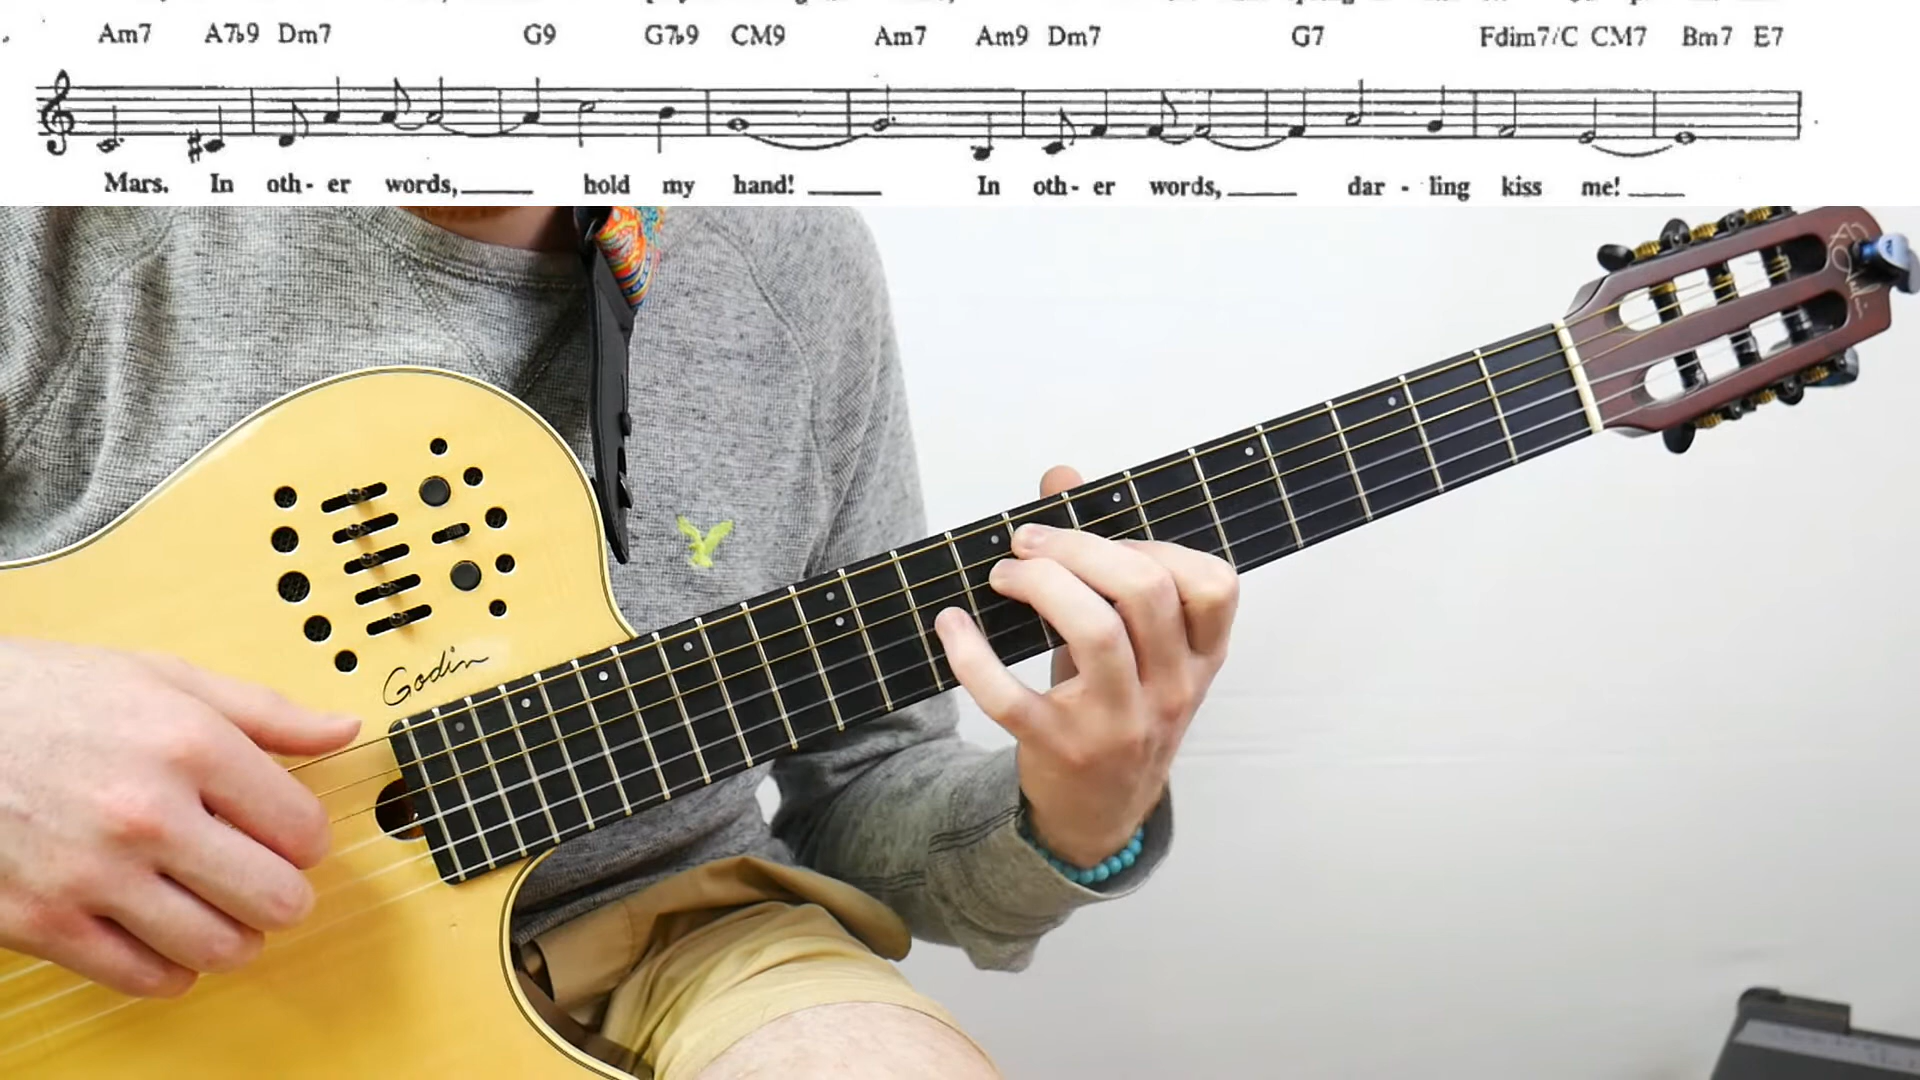 Am7 A7♭9 Dm7 G9 G7♭9 CM9 Am7 Am9 Dm7 G7 Fdim7/C CM7 Bm7 E7
Mars. In oth- er words, hold my hand! In oth- er words, dar - ling kiss me!
Godin